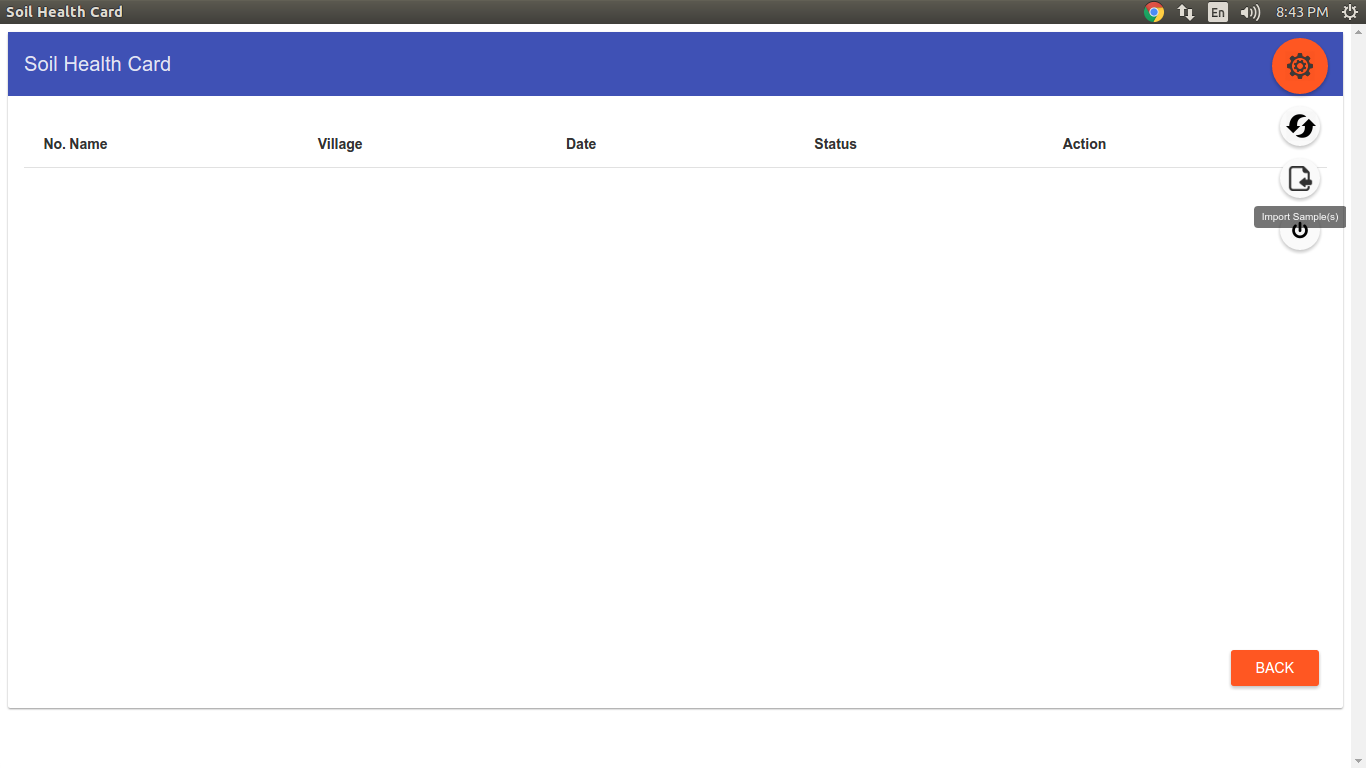 Soil Health Card
En
8:43 PM
Soil Health Card
No. Name Village Date Status Action
Import Sample(s)
BACK